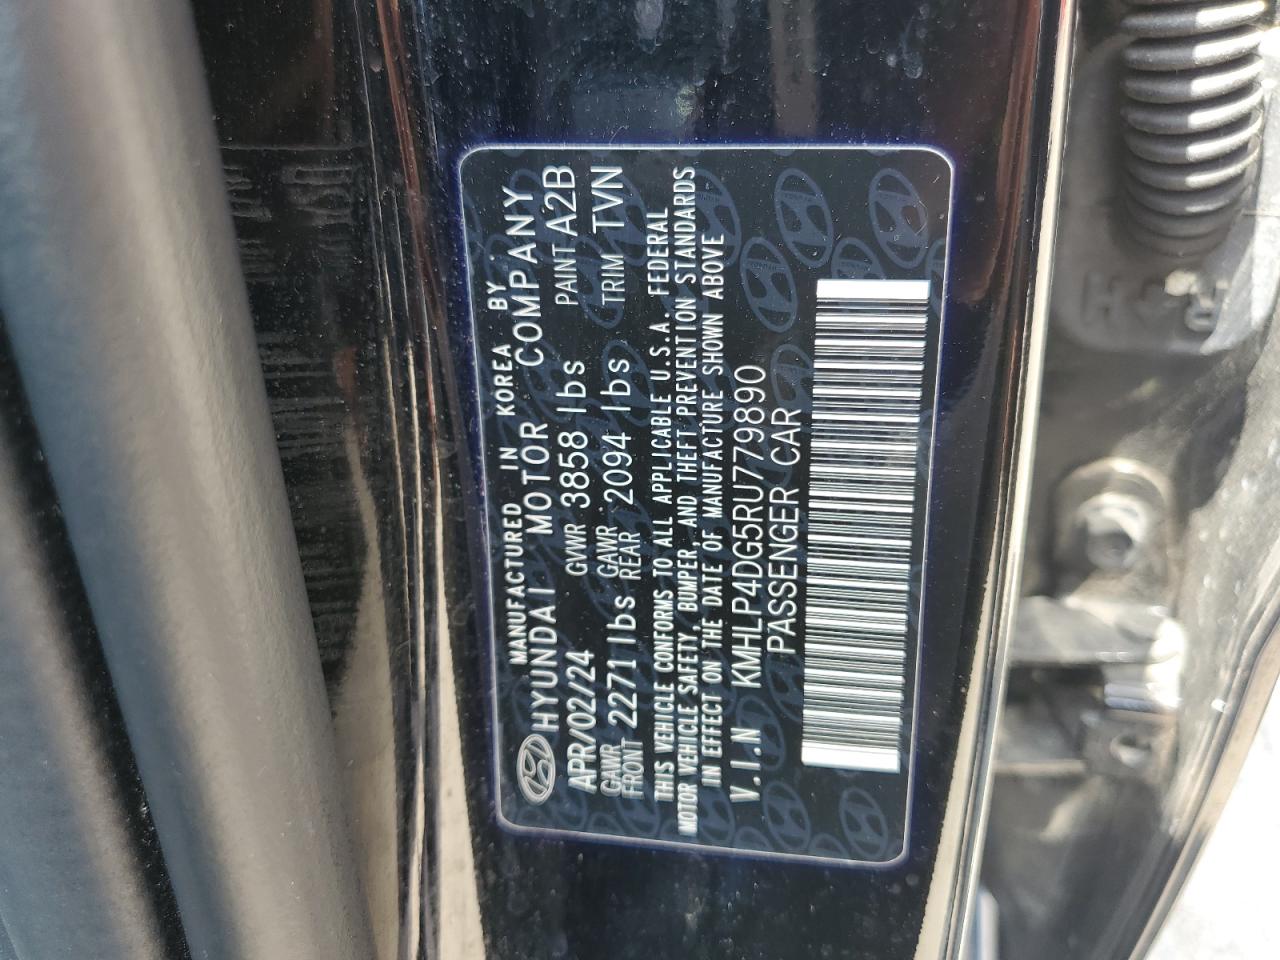 MANUFACTURED IN KOREA BY
HYUNDAI MOTOR COMPANY
APR/02/24 GVWR 3858 lbs PAINT A2B
GAWR FRONT 2271 lbs GAWR REAR 2094 lbs TRIM TVN
THIS VEHICLE CONFORMS TO ALL APPLICABLE U.S.A. FEDERAL
MOTOR VEHICLE SAFETY, BUMPER, AND THEFT PREVENTION STANDARDS
IN EFFECT ON THE DATE OF MANUFACTURE SHOWN ABOVE
V.I.N KMHLP4DG5RU779890
PASSENGER CAR
R H